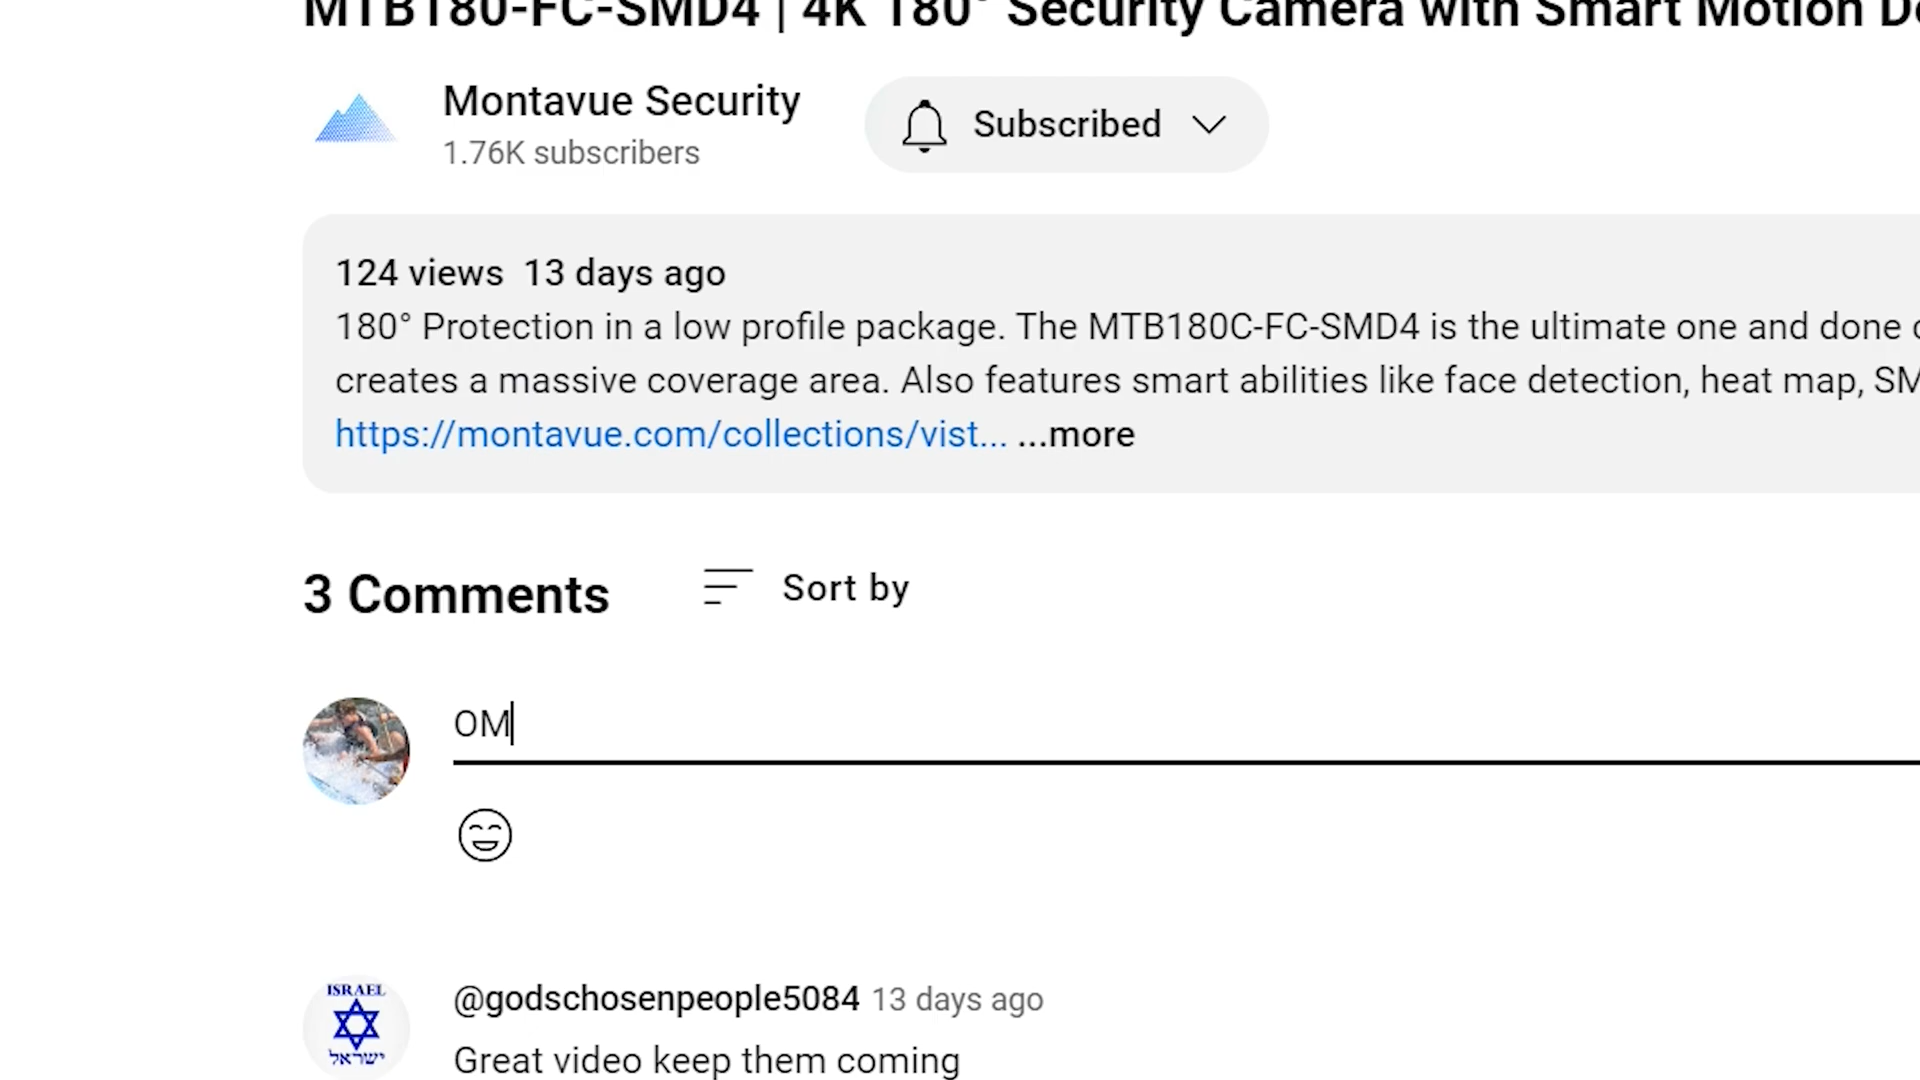 MTB180-FC-SMD4 | 4K 180° Security Camera with Smart Motion
Montavue Security
1.76K subscribers
Subscribed
124 views 13 days ago
180° Protection in a low profile package. The MTB180C-FC-SMD4 is the ultimate one and done
creates a massive coverage area. Also features smart abilities like face detection, heat map,
https://montavue.com/collections/vist... ...more
3 Comments
Sort by
OM
ISRAEL
ישראל
@godschosenpeople5084 13 days ago
Great video keep them coming